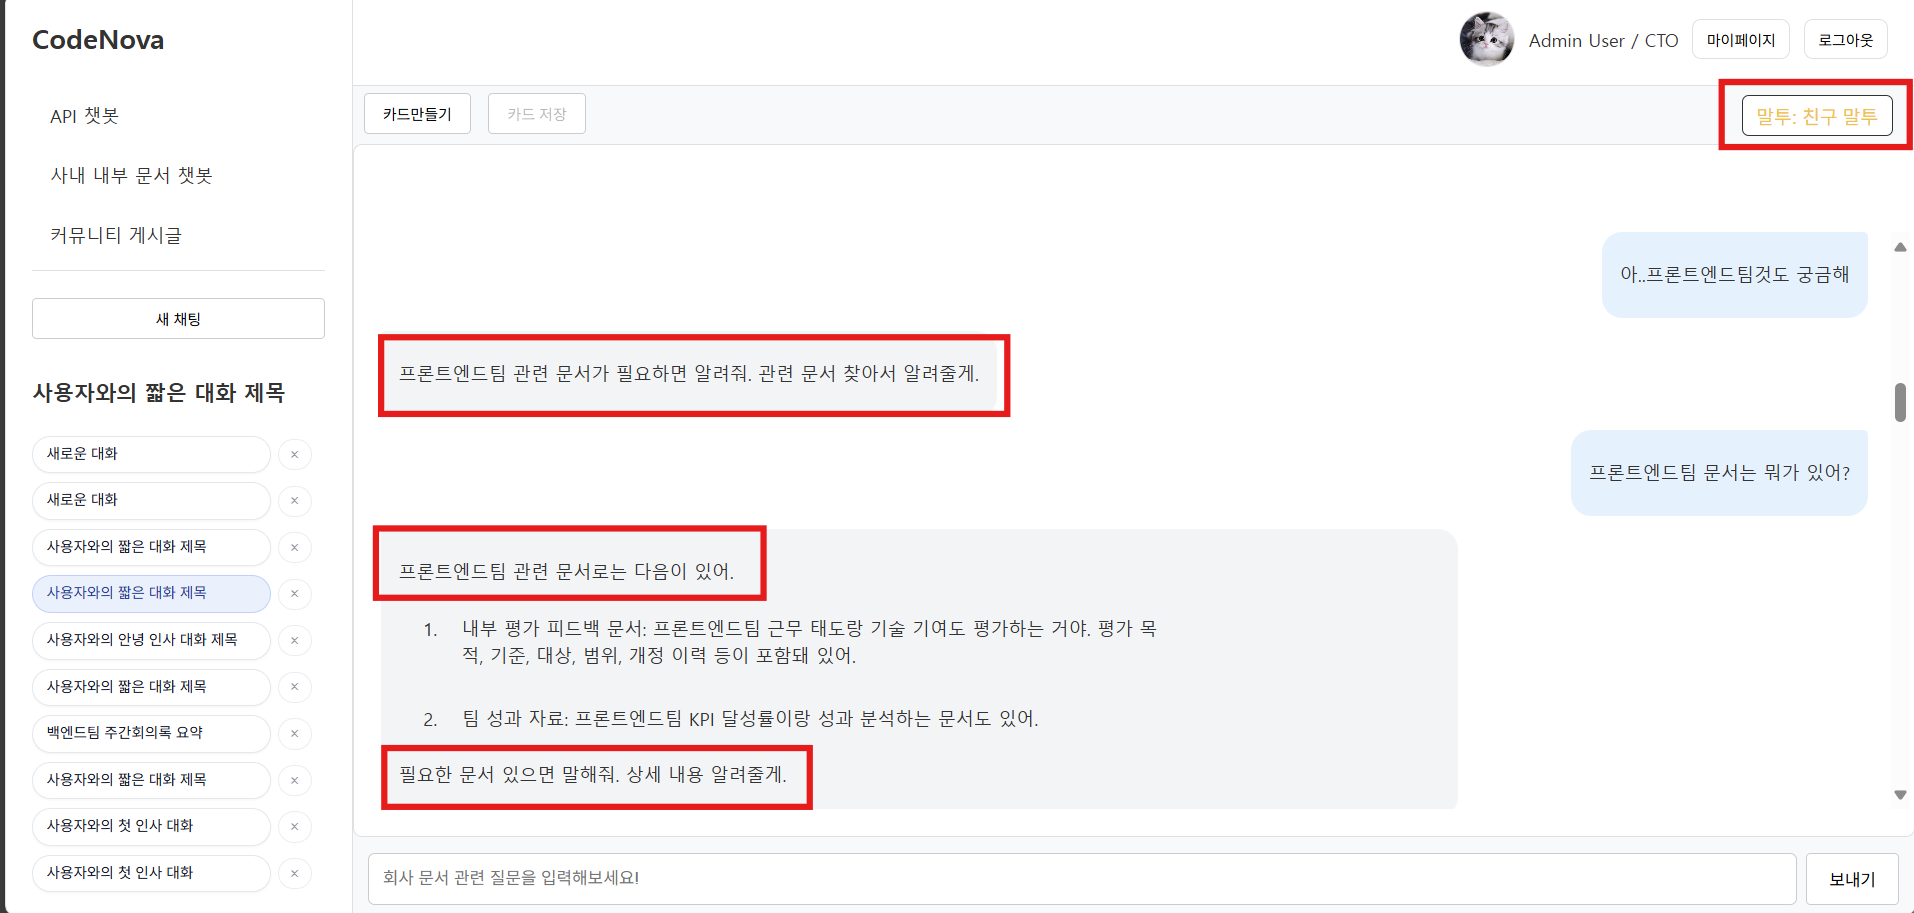 CodeNova
Admin User / CTO
마이페이지
로그아웃
API 챗봇
사내 내부 문서 챗봇
커뮤니티 게시글
새 채팅
사용자와의 짧은 대화 제목
새로운 대화 ×
새로운 대화 ×
사용자와의 짧은 대화 제목 ×
사용자와의 짧은 대화 제목 ×
사용자와의 안녕 인사 대화 제목 ×
사용자와의 짧은 대화 제목 ×
백엔드팀 주간회의록 요약 ×
사용자와의 짧은 대화 제목 ×
사용자와의 첫 인사 대화 ×
사용자와의 첫 인사 대화 ×
카드만들기
카드 저장
말투: 친구 말투
아..프론트엔드팀것도 궁금해
프론트엔드팀 관련 문서가 필요하면 알려줘. 관련 문서 찾아서 알려줄게.
프론트엔드팀 문서는 뭐가 있어?
프론트엔드팀 관련 문서로는 다음이 있어.
1. 내부 평가 피드백 문서: 프론트엔드팀 근무 태도랑 기술 기여도 평가하는 거야. 평가 목
적, 기준, 대상, 범위, 개정 이력 등이 포함돼 있어.
2. 팀 성과 자료: 프론트엔드팀 KPI 달성률이랑 성과 분석하는 문서도 있어.
필요한 문서 있으면 말해줘. 상세 내용 알려줄게.
회사 문서 관련 질문을 입력해보세요!
보내기